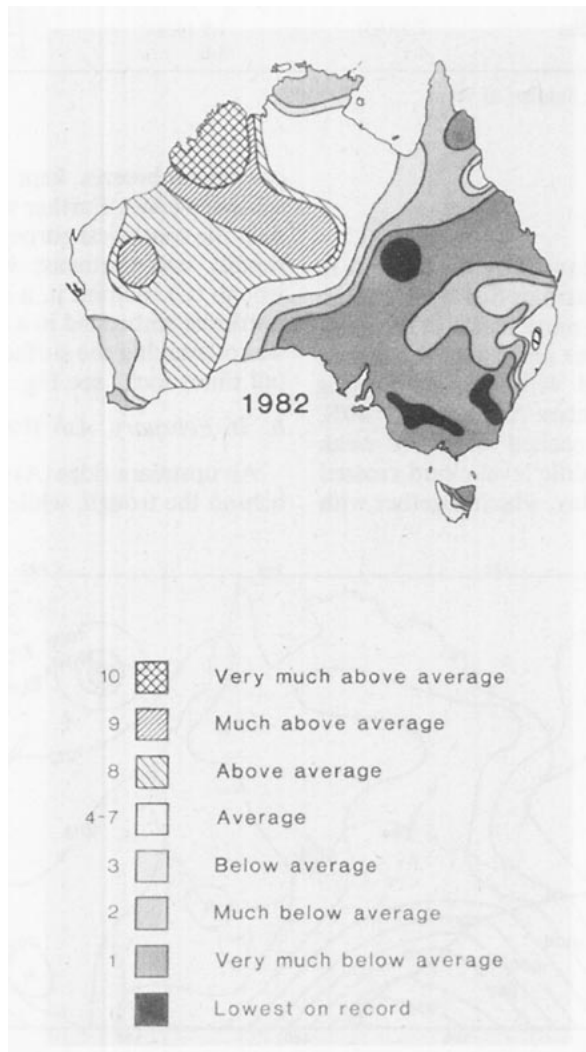 1982
10 Very much above average
9 Much above average
8 Above average
4-7 Average
3 Below average
2 Much below average
1 Very much below average
Lowest on record